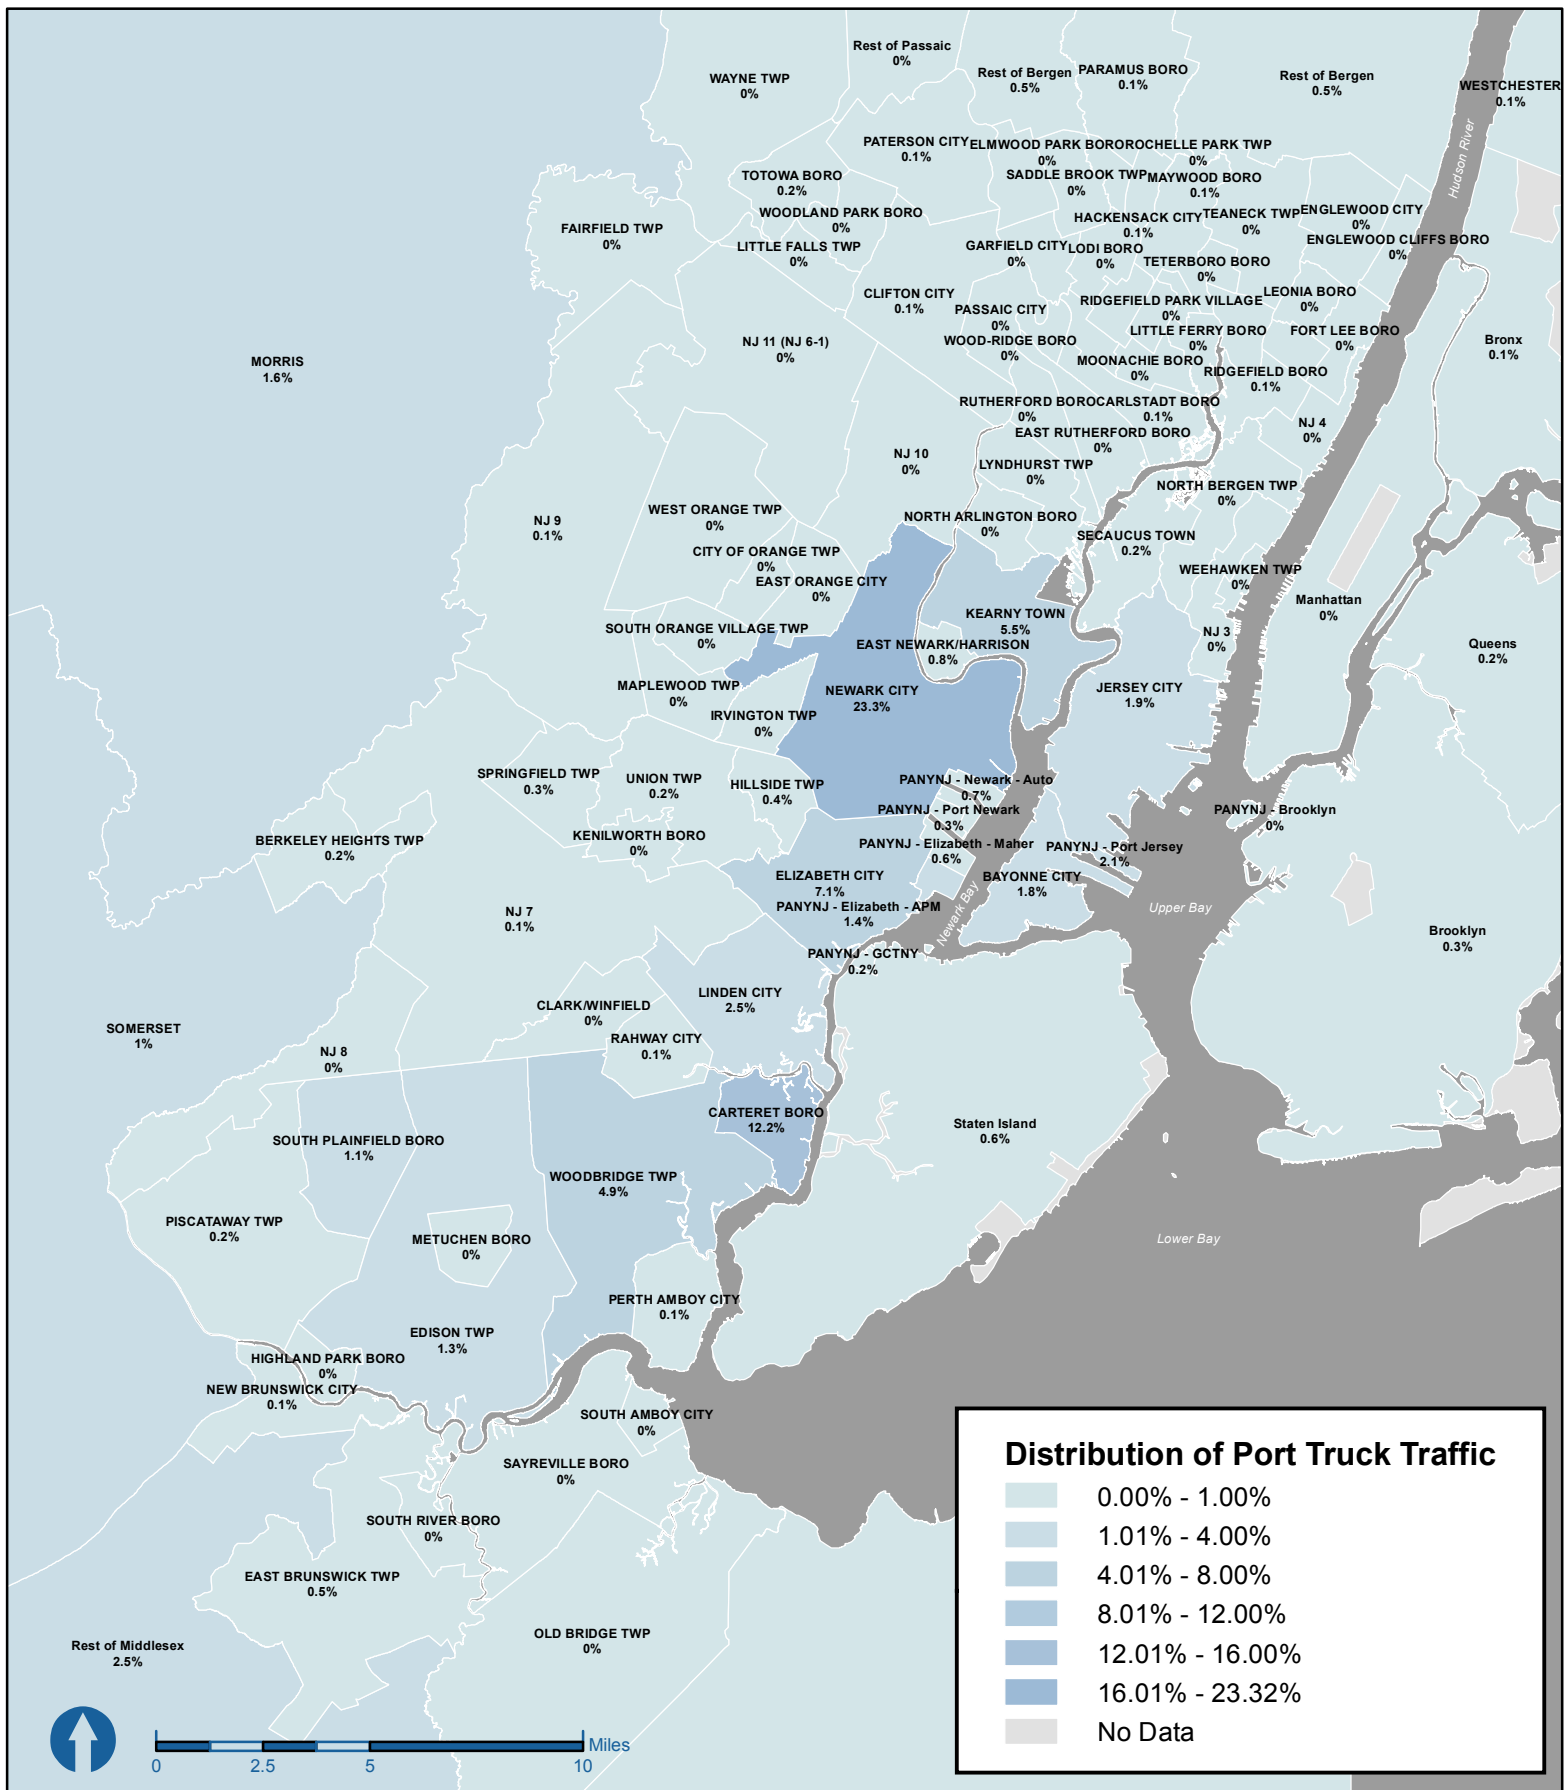 Rest of Passaic
0%
WAYNE TWP
0%
Rest of Bergen
0.5%
PARAMUS BORO
0.1%
Rest of Bergen
0.5%
WESTCHESTER
0.1%
Hudson River
PATERSON CITY
0.1%
ELMWOOD PARK BORO
0%
ROCHELLE PARK TWP
0%
TOTOWA BORO
0.2%
SADDLE BROOK TWP
0%
MAYWOOD BORO
0.1%
WOODLAND PARK BORO
0%
HACKENSACK CITY
0.1%
TEANECK TWP
0%
ENGLEWOOD CITY
0%
FAIRFIELD TWP
0%
LITTLE FALLS TWP
0%
GARFIELD CITY
0%
LODI BORO
0%
ENGLEWOOD CLIFFS BORO
0%
TETERBORO BORO
0%
CLIFTON CITY
0.1%
PASSAIC CITY
0%
RIDGEFIELD PARK VILLAGE
0%
LEONIA BORO
0%
NJ 11 (NJ 6-1)
0%
WOOD-RIDGE BORO
0%
LITTLE FERRY BORO
0%
FORT LEE BORO
0%
Bronx
0.1%
MORRIS
1.6%
MOONACHIE BORO
0%
RIDGEFIELD BORO
0.1%
RUTHERFORD BORO
0%
CARLSTADT BORO
0.1%
EAST RUTHERFORD BORO
0%
NJ 4
0%
NJ 10
0%
LYNDHURST TWP
0%
NORTH BERGEN TWP
0%
WEST ORANGE TWP
0%
NJ 9
0.1%
NORTH ARLINGTON BORO
0%
SECAUCUS TOWN
0.2%
CITY OF ORANGE TWP
0%
EAST ORANGE CITY
0%
WEEHAWKEN TWP
0%
Manhattan
0%
KEARNY TOWN
5.5%
SOUTH ORANGE VILLAGE TWP
0%
EAST NEWARK/HARRISON
0.8%
NJ 3
0%
Queens
0.2%
MAPLEWOOD TWP
0%
NEWARK CITY
23.3%
JERSEY CITY
1.9%
IRVINGTON TWP
0%
SPRINGFIELD TWP
0.3%
UNION TWP
0.2%
HILLSIDE TWP
0.4%
PANYNJ - Newark - Auto
0.7%
PANYNJ - Port Newark
0.3%
PANYNJ - Brooklyn
0%
BERKELEY HEIGHTS TWP
0.2%
KENILWORTH BORO
0%
PANYNJ - Elizabeth - Maher
0.6%
PANYNJ - Port Jersey
2.1%
ELIZABETH CITY
7.1%
BAYONNE CITY
1.8%
PANYNJ - Elizabeth - APM
1.4%
Newark Bay
Upper Bay
NJ 7
0.1%
Brooklyn
0.3%
PANYNJ - GCTNY
0.2%
LINDEN CITY
2.5%
CLARK/WINFIELD
0%
SOMERSET
1%
RAHWAY CITY
0.1%
NJ 8
0%
CARTERET BORO
12.2%
Staten Island
0.6%
SOUTH PLAINFIELD BORO
1.1%
WOODBRIDGE TWP
4.9%
PISCATAWAY TWP
0.2%
METUCHEN BORO
0%
Lower Bay
PERTH AMBOY CITY
0.1%
EDISON TWP
1.3%
HIGHLAND PARK BORO
0%
NEW BRUNSWICK CITY
0.1%
SOUTH AMBOY CITY
0%
SAYREVILLE BORO
0%
SOUTH RIVER BORO
0%
EAST BRUNSWICK TWP
0.5%
OLD BRIDGE TWP
0%
Rest of Middlesex
2.5%
Distribution of Port Truck Traffic
0.00% - 1.00%
1.01% - 4.00%
4.01% - 8.00%
8.01% - 12.00%
12.01% - 16.00%
16.01% - 23.32%
No Data
Miles
0 2.5 5 10